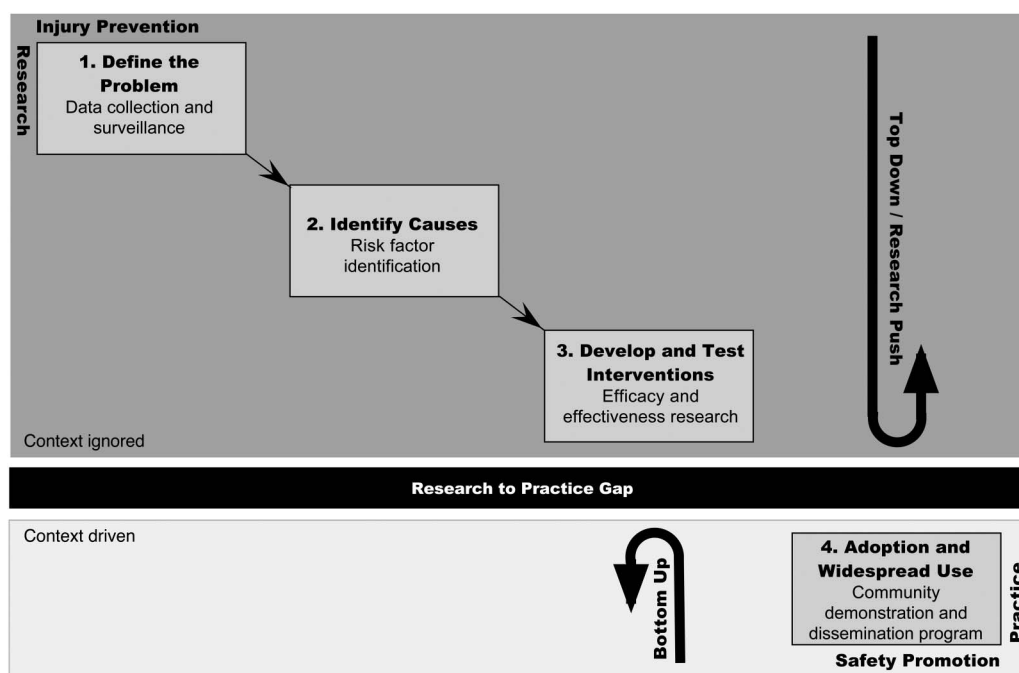 Injury Prevention
Research
1. Define the
Problem
Data collection and
surveillance
2. Identify Causes
Risk factor
identification
3. Develop and Test
Interventions
Efficacy and
effectiveness research
Top Down / Research Push
Context ignored
Research to Practice Gap
Context driven
Bottom Up
4. Adoption and
Widespread Use
Community
demonstration and
dissemination program
Practice
Safety Promotion